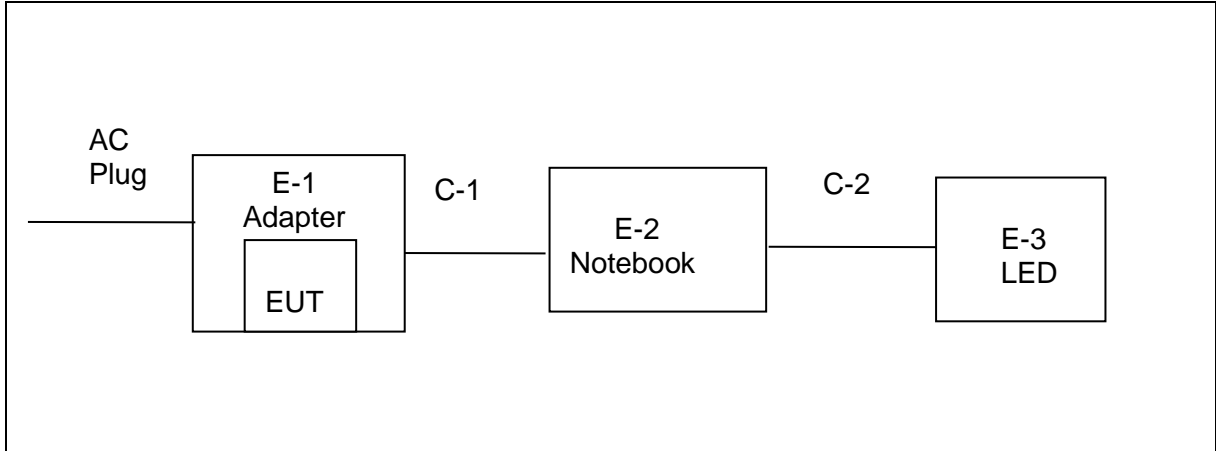 AC
Plug
E-1
Adapter
EUT
C-1
E-2
Notebook
C-2
E-3
LED